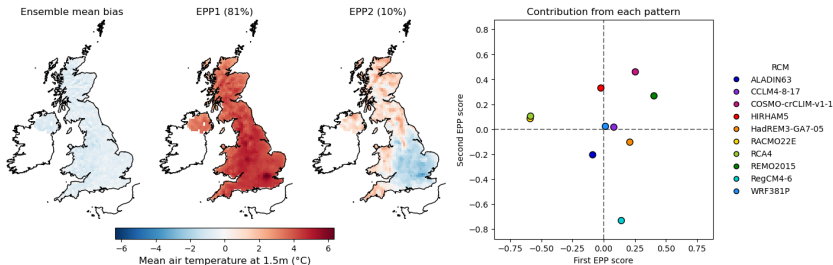 Ensemble mean bias
EPP1 (81%)
EPP2 (10%)
−6 −4 −2 0 2 4 6
Mean air temperature at 1.5m (°C)
Contribution from each pattern
0.8
0.6
0.4
0.2
0.0
−0.2
−0.4
−0.6
−0.8
Second EPP score
−0.75 −0.50 −0.25 0.00 0.25 0.50 0.75
First EPP score
RCM
ALADIN63
CCLM4-8-17
COSMO-crCLIM-v1-1
HIRHAM5
HadREM3-GA7-05
RACMO22E
RCA4
REMO2015
RegCM4-6
WRF381P